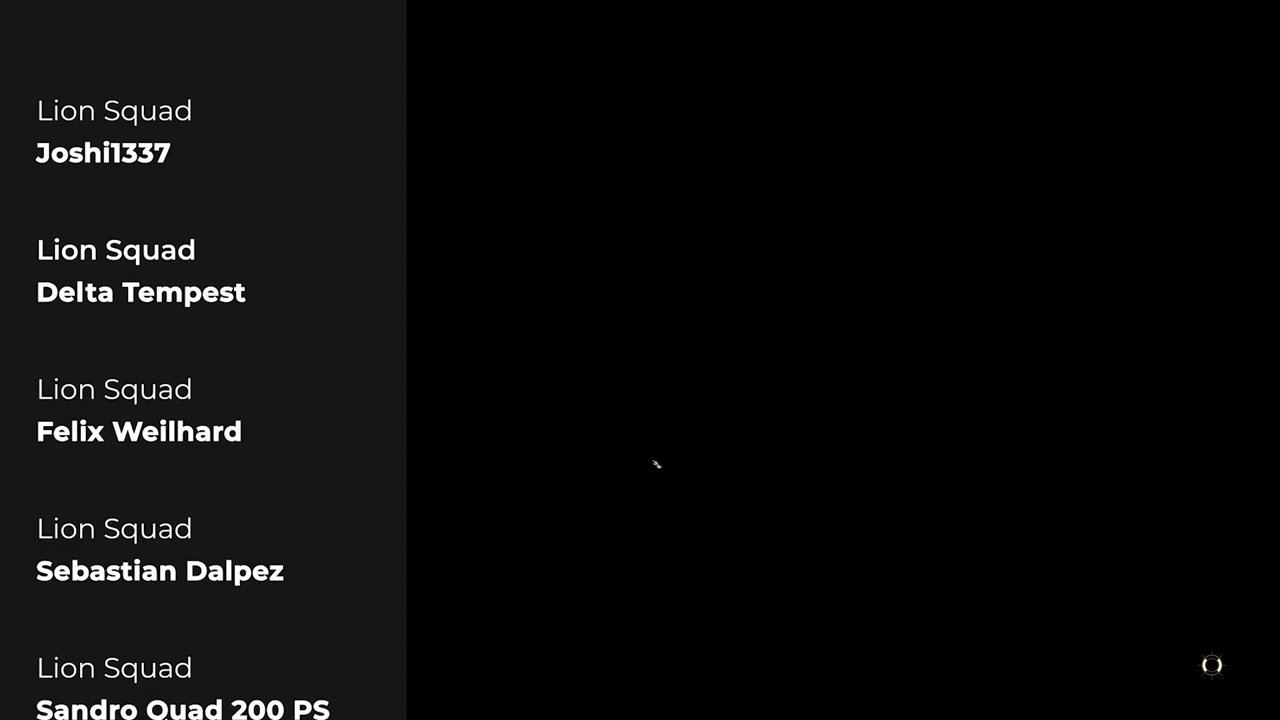 Lion Squad
Joshi1337
Lion Squad
Delta Tempest
Lion Squad
Felix Weilhard
Lion Squad
Sebastian Dalpez
Lion Squad
Sandro Quad 200 PS